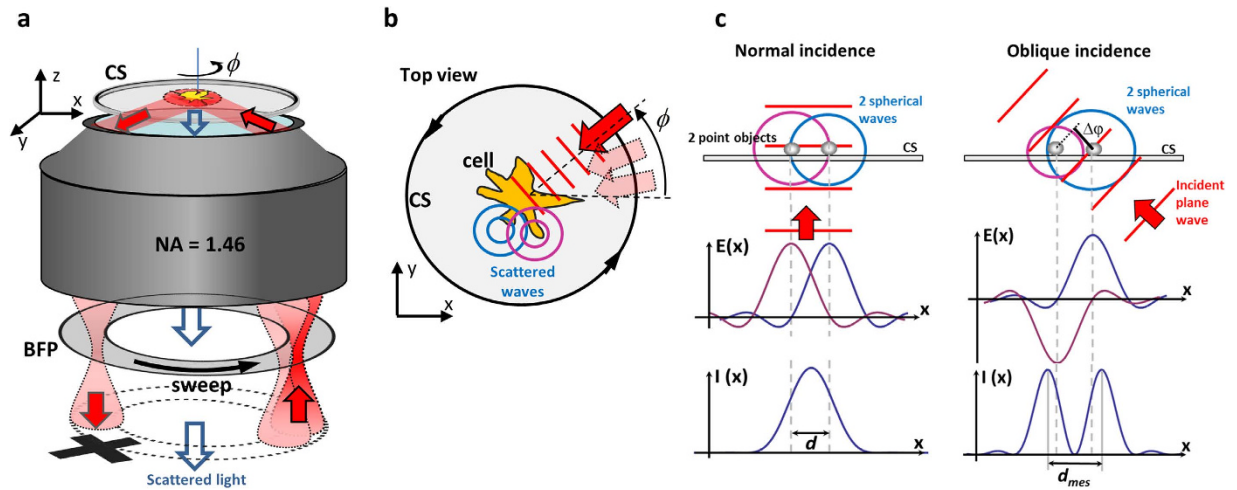 a
CS
ϕ
z
x
y
NA = 1.46
BFP
sweep
Scattered light
b
Top view
ϕ
cell
CS
Scattered
waves
y
x
c
Normal incidence
2 spherical
waves
2 point objects
CS
E(x)
x
I (x)
x
d
Oblique incidence
2 spherical
waves
Δφ
CS
Incident
plane
wave
E(x)
x
I (x)
x
dmes